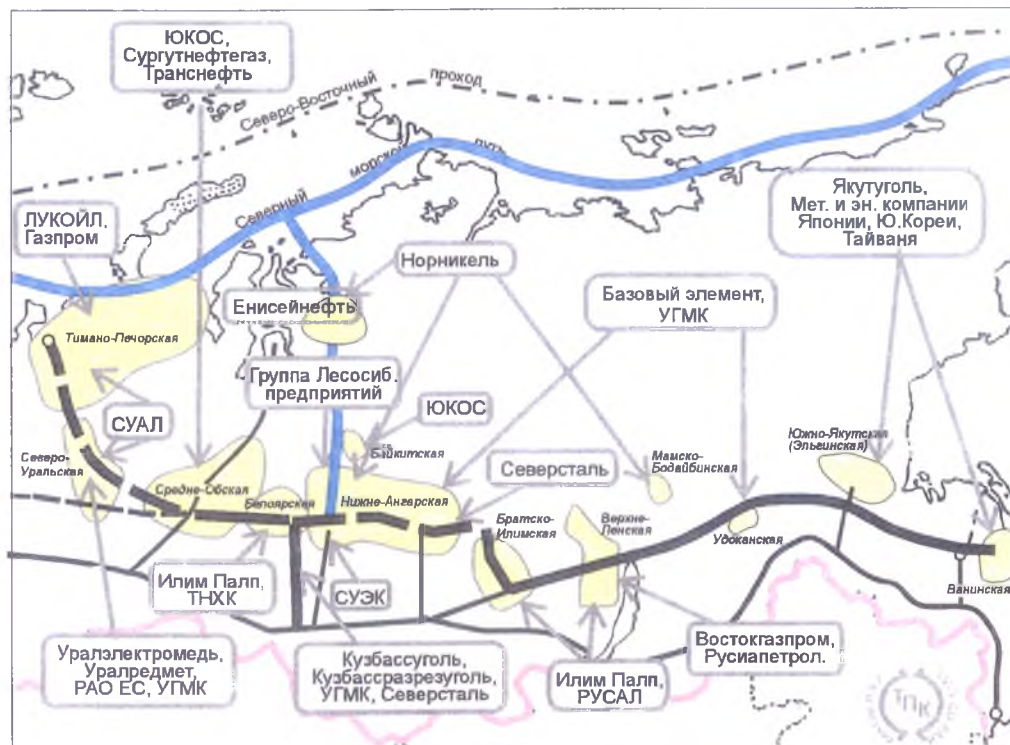 ЮКОС,
Сургутнефтегаз,
Транснефть
Северо-Восточный
проход
Северный
морской
путь
ЛУКОЙЛ,
Газпром
Якутуголь,
Мет. и эн. компании
Японии, Ю.Кореи,
Тайваня
Норникель
Енисейнефть
Базовый элемент,
УГМК
Тимано-Печорская
Группа Лесосиб.
предприятий
ЮКОС
СУАЛ
Байкитская
Северсталь
Мамско-
Бодайбинская
Южно-Якутская
(Эльгинская)
Северо-
Уральская
Средне-Обская
Белоярская
Нижне-Ангарская
Братско-
Илимская
Верхне-
Ленская
Удоканская
Ванинская
Илим Палп,
ТНХК
СУЭК
Уралэлектромедь,
Уралредмет,
РАО ЕС, УГМК
Кузбассуголь,
Кузбассразрезуголь,
УГМК, Северсталь
Илим Палп,
РУСАЛ
Востокгазпром,
Русиапетрол.
ТПК